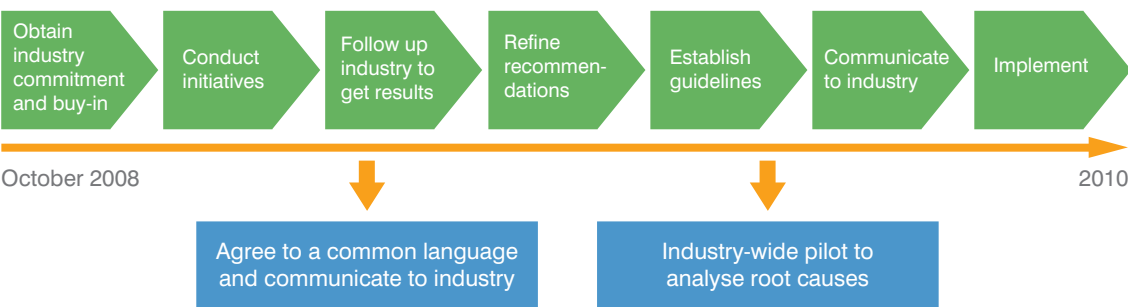 Obtain
industry
commitment
and buy-in
Conduct
initiatives
Follow up
industry to
get results
Refine
recommen-
dations
Establish
guidelines
Communicate
to industry
Implement
October 2008
2010
Agree to a common language
and communicate to industry
Industry-wide pilot to
analyse root causes